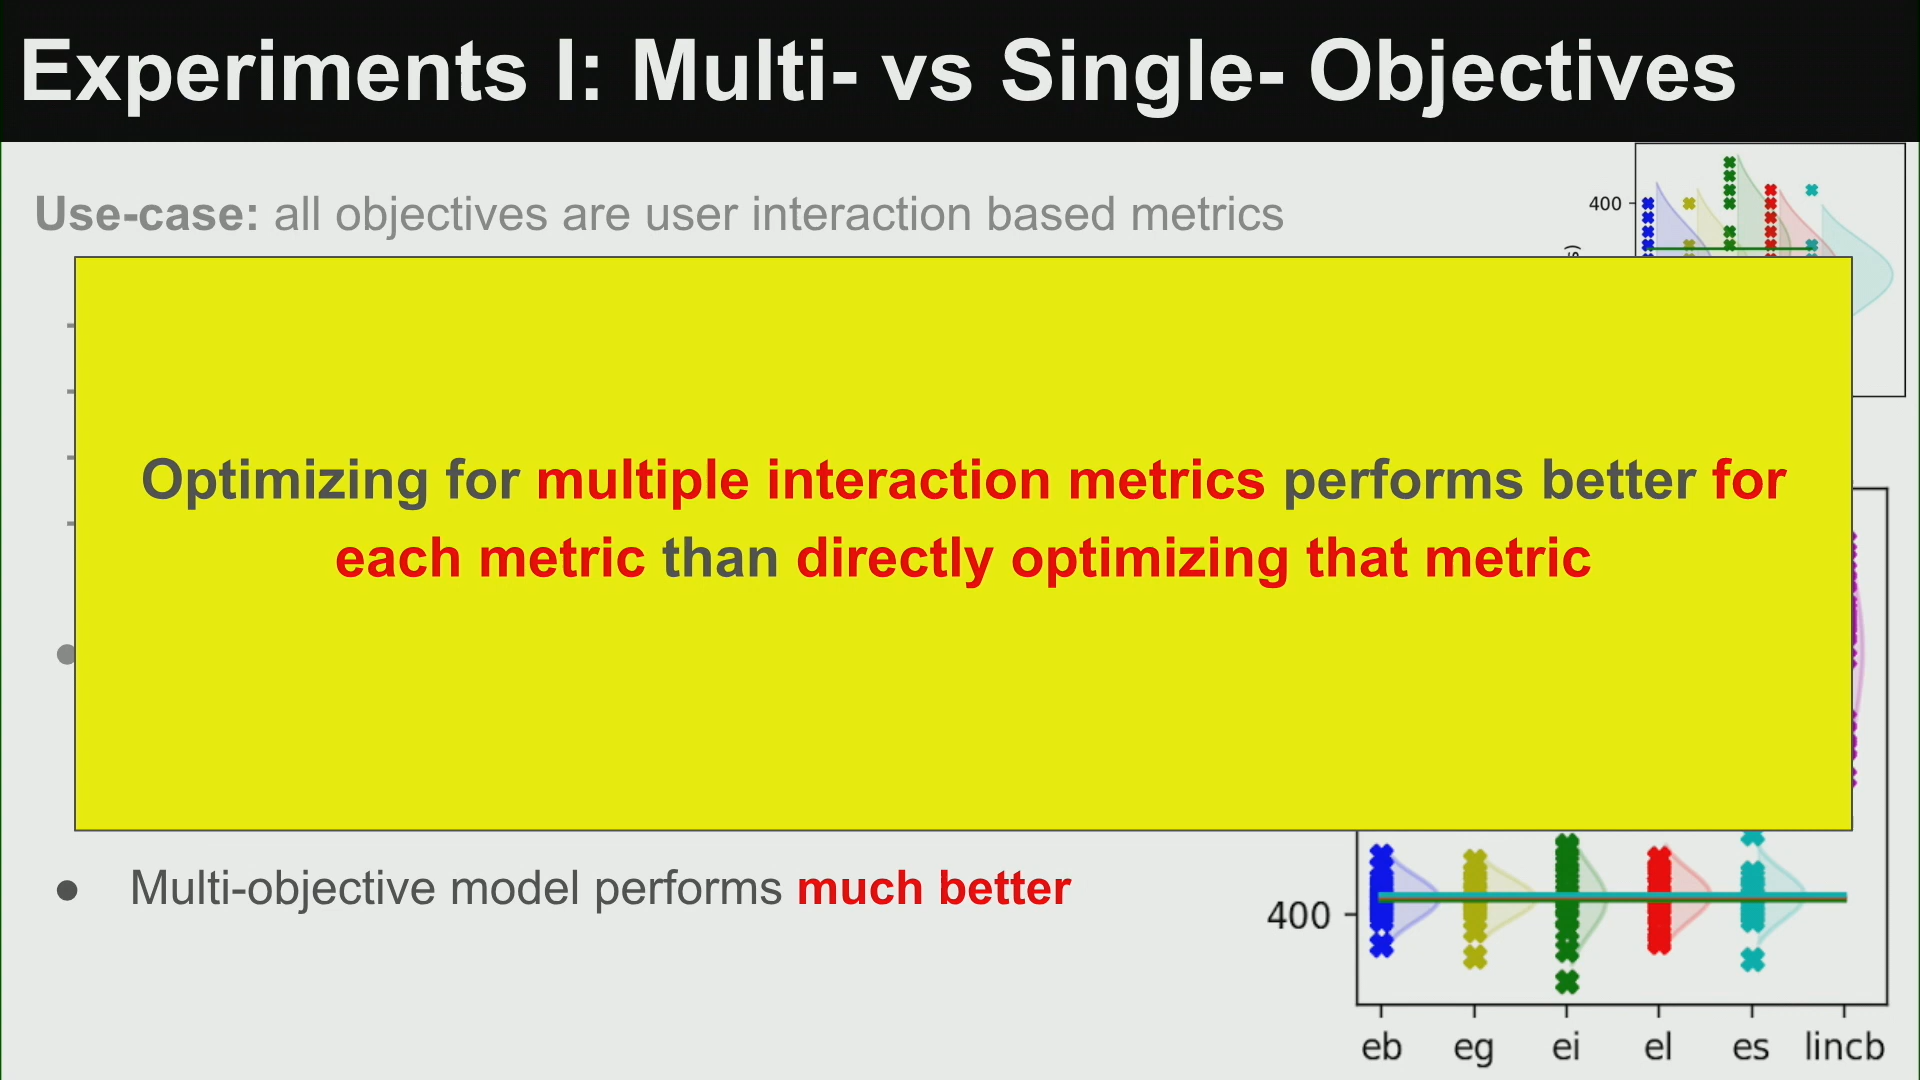 Experiments I: Multi- vs Single- Objectives
Use-case: all objectives are user interaction based metrics
400
Optimizing for multiple interaction metrics performs better for
each metric than directly optimizing that metric
● Multi-objective model performs much better
400
eb eg ei el es lincb